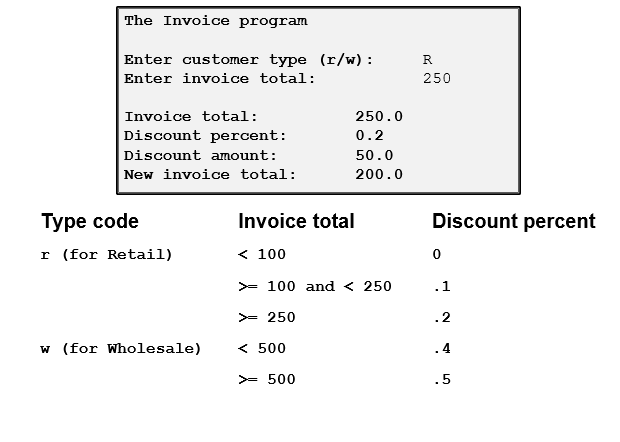 The Invoice program
Enter customer type (r/w): R
Enter invoice total: 250
Invoice total: 250.0
Discount percent: 0.2
Discount amount: 50.0
New invoice total: 200.0
Type code Invoice total Discount percent
r (for Retail) < 100 0
>= 100 and < 250 .1
>= 250 .2
w (for Wholesale) < 500 .4
>= 500 .5